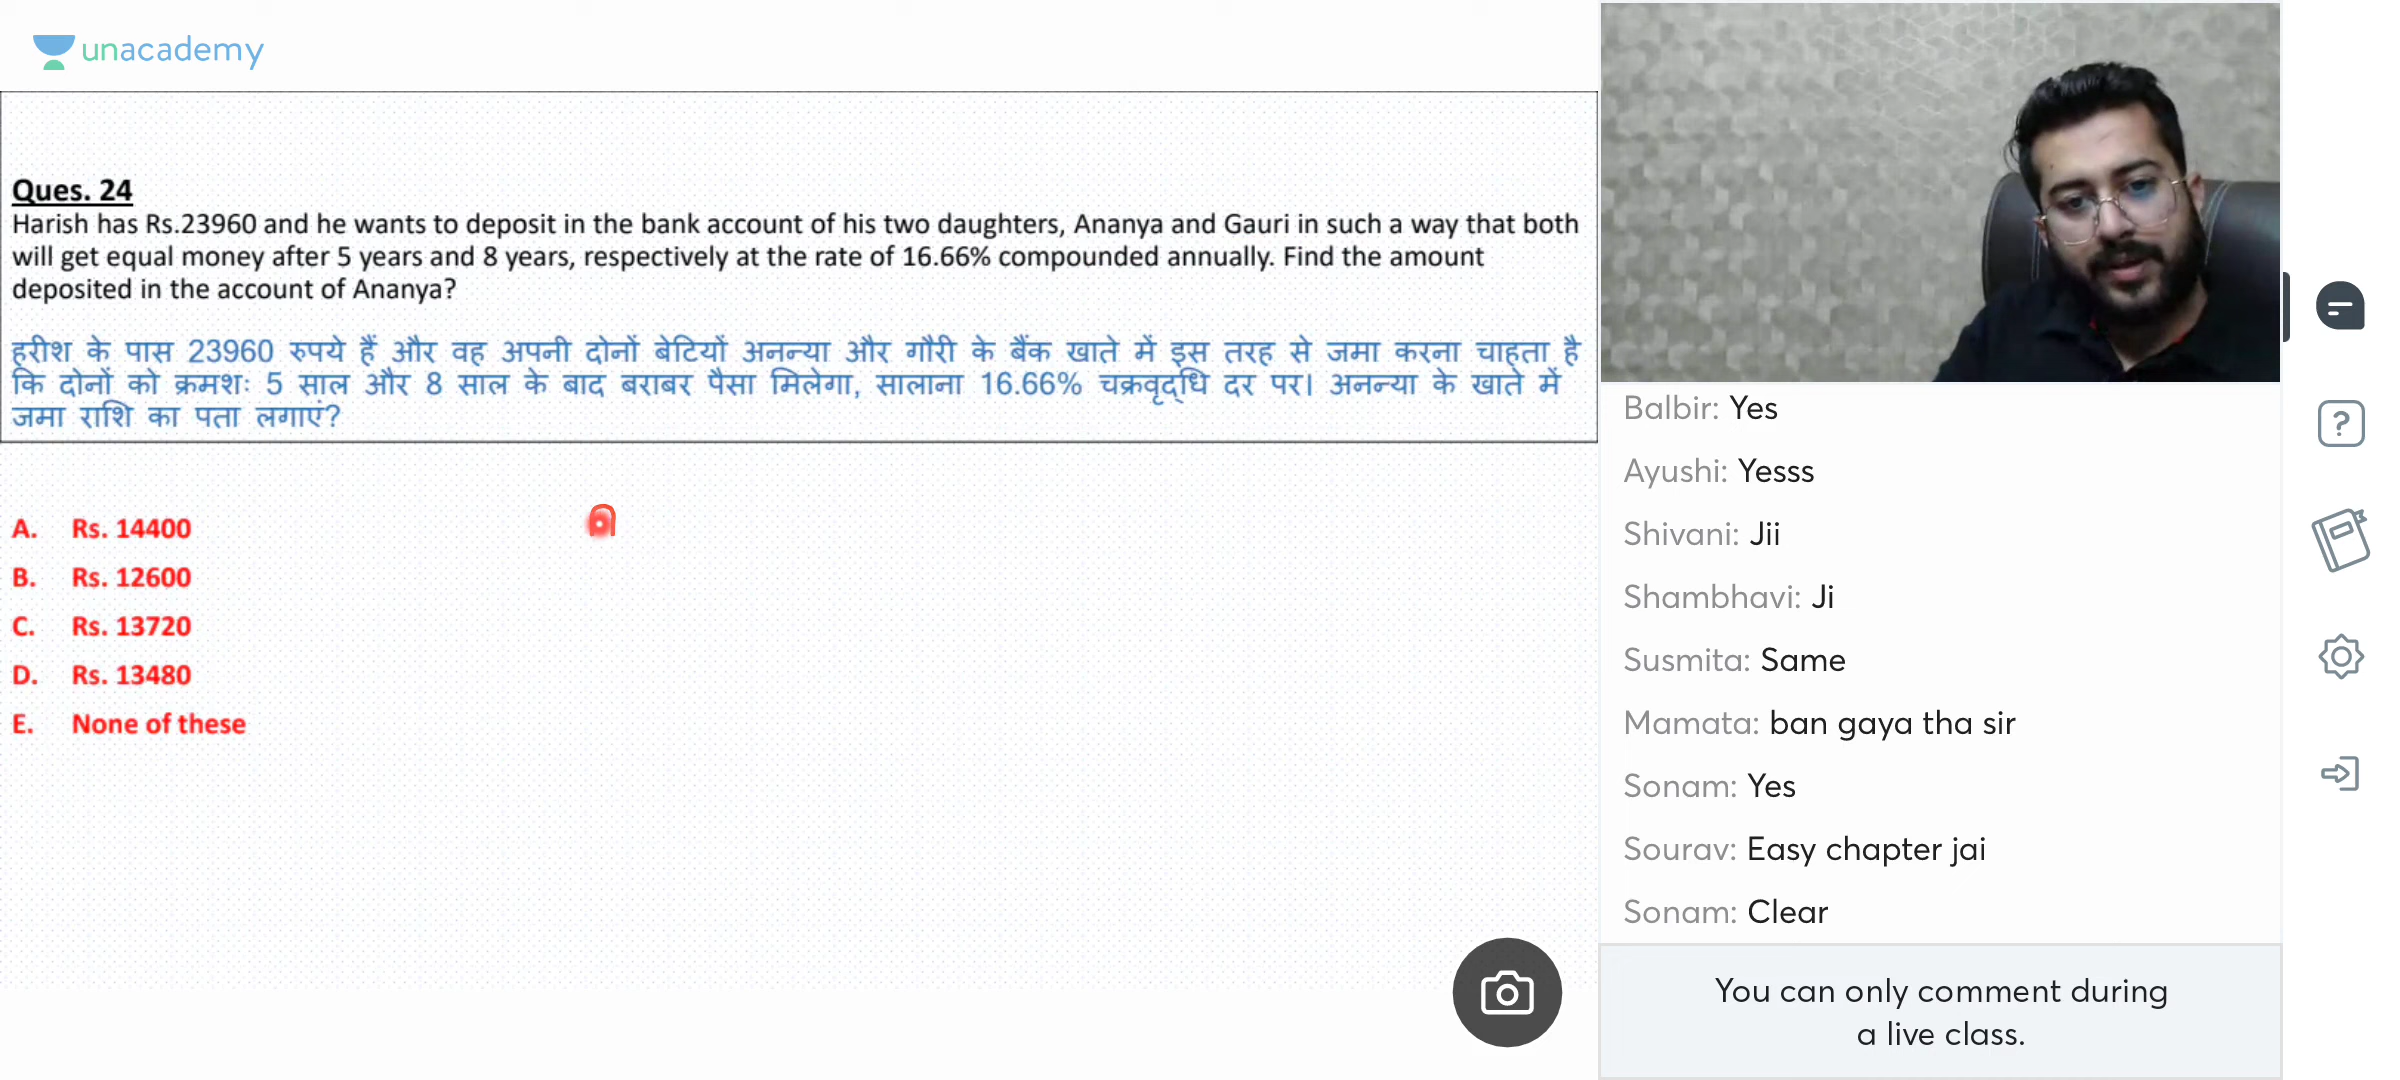 unacademy
Ques. 24
Harish has Rs.23960 and he wants to deposit in the bank account of his two daughters, Ananya and Gauri in such a way that both
will get equal money after 5 years and 8 years, respectively at the rate of 16.66% compounded annually. Find the amount
deposited in the account of Ananya?
हरीश के पास 23960 रुपये हैं और वह अपनी दोनों बेटियों अनन्या और गौरी के बैंक खाते में इस तरह से जमा करना चाहता है
कि दोनों को क्रमशः 5 साल और 8 साल के बाद बराबर पैसा मिलेगा, सालाना 16.66% चक्रवृद्धि दर पर। अनन्या के खाते में
जमा राशि का पता लगाएं?
A. Rs. 14400
B. Rs. 12600
C. Rs. 13720
D. Rs. 13480
E. None of these
Balbir: Yes
Ayushi: Yesss
Shivani: Jii
Shambhavi: Ji
Susmita: Same
Mamata: ban gaya tha sir
Sonam: Yes
Sourav: Easy chapter jai
Sonam: Clear
You can only comment during
a live class.